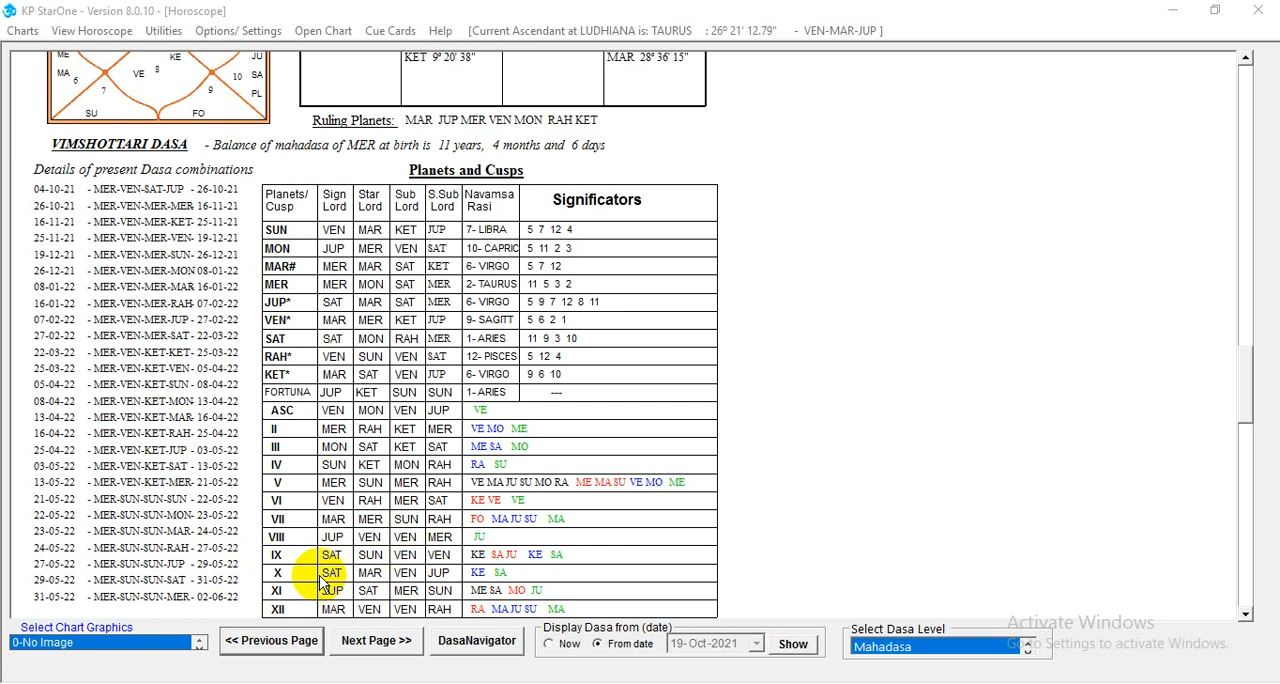 KP StarOne - Version 8.0.10 - [Horoscope]
Charts View Horoscope Utilities Options/ Settings Open Chart Cue Cards Help [Current Ascendant at LUDHIANA is: TAURUS : 26° 21' 12.79" - VEN-MAR-JUP ]
ME KE JU
MA 6 VE 8 10 SA
7 9 PL
SU FO
KET 9° 20' 38" MAR 28° 36' 15"
Ruling Planets: MAR JUP MER VEN MON RAH KET
VIMSHOTTARI DASA - Balance of mahadasa of MER at birth is 11 years, 4 months and 6 days
Details of present Dasa combinations
04-10-21 - MER-VEN-SAT-JUP - 26-10-21
26-10-21 - MER-VEN-MER-MER 16-11-21
16-11-21 - MER-VEN-MER-KET- 25-11-21
25-11-21 - MER-VEN-MER-VEN- 19-12-21
19-12-21 - MER-VEN-MER-SUN- 26-12-21
26-12-21 - MER-VEN-MER-MON 08-01-22
08-01-22 - MER-VEN-MER-MAR 16-01-22
16-01-22 - MER-VEN-MER-RAH- 07-02-22
07-02-22 - MER-VEN-MER-JUP - 27-02-22
27-02-22 - MER-VEN-MER-SAT - 22-03-22
22-03-22 - MER-VEN-KET-KET- 25-03-22
25-03-22 - MER-VEN-KET-VEN- 05-04-22
05-04-22 - MER-VEN-KET-SUN - 08-04-22
08-04-22 - MER-VEN-KET-MON 13-04-22
13-04-22 - MER-VEN-KET-MAR 16-04-22
16-04-22 - MER-VEN-KET-RAH- 25-04-22
25-04-22 - MER-VEN-KET-JUP - 03-05-22
03-05-22 - MER-VEN-KET-SAT - 13-05-22
13-05-22 - MER-VEN-KET-MER- 21-05-22
21-05-22 - MER-SUN-SUN-SUN - 22-05-22
22-05-22 - MER-SUN-SUN-MON- 23-05-22
23-05-22 - MER-SUN-SUN-MAR- 24-05-22
24-05-22 - MER-SUN-SUN-RAH - 27-05-22
27-05-22 - MER-SUN-SUN-JUP - 29-05-22
29-05-22 - MER-SUN-SUN-SAT - 31-05-22
31-05-22 - MER-SUN-SUN-MER- 02-06-22
Planets and Cusps
Planets/ Cusp Sign Lord Star Lord Sub Lord S.Sub Lord Navamsa Rasi Significators
SUN VEN MAR KET JUP 7- LIBRA 5 7 12 4
MON JUP MER VEN SAT 10- CAPRIC 5 11 2 3
MAR# MER MAR SAT KET 6- VIRGO 5 7 12
MER MER MON SAT MER 2- TAURUS 11 5 3 2
JUP* SAT MAR SAT MER 6- VIRGO 5 9 7 12 8 11
VEN* MAR MER KET JUP 9- SAGITT 5 6 2 1
SAT SAT MON RAH MER 1- ARIES 11 9 3 10
RAH* VEN SUN VEN SAT 12- PISCES 5 12 4
KET* MAR SAT VEN JUP 6- VIRGO 9 6 10
FORTUNA JUP KET SUN SUN 1- ARIES ---
ASC VEN MON VEN JUP VE
II MER RAH KET MER VE MO ME
III MON SAT KET SAT ME SA MO
IV SUN KET MON RAH RA SU
V MER SUN MER RAH VE MA JU SU MO RA ME MA SU VE MO ME
VI VEN RAH MER SAT KE VE VE
VII MAR MER SUN RAH FO MA JU SU MA
VIII JUP VEN VEN MER JU
IX SAT SUN VEN VEN KE SA JU KE SA
X SAT MAR VEN JUP KE SA
XI JUP SAT MER SUN ME SA MO JU
XII MAR VEN VEN RAH RA MA JU SU MA
Select Chart Graphics
0-No Image
<< Previous Page Next Page >> DasaNavigator
Display Dasa from (date)
Now From date 19-Oct-2021 Show
Select Dasa Level
Mahadasa
Activate Windows
Go to Settings to activate Windows.